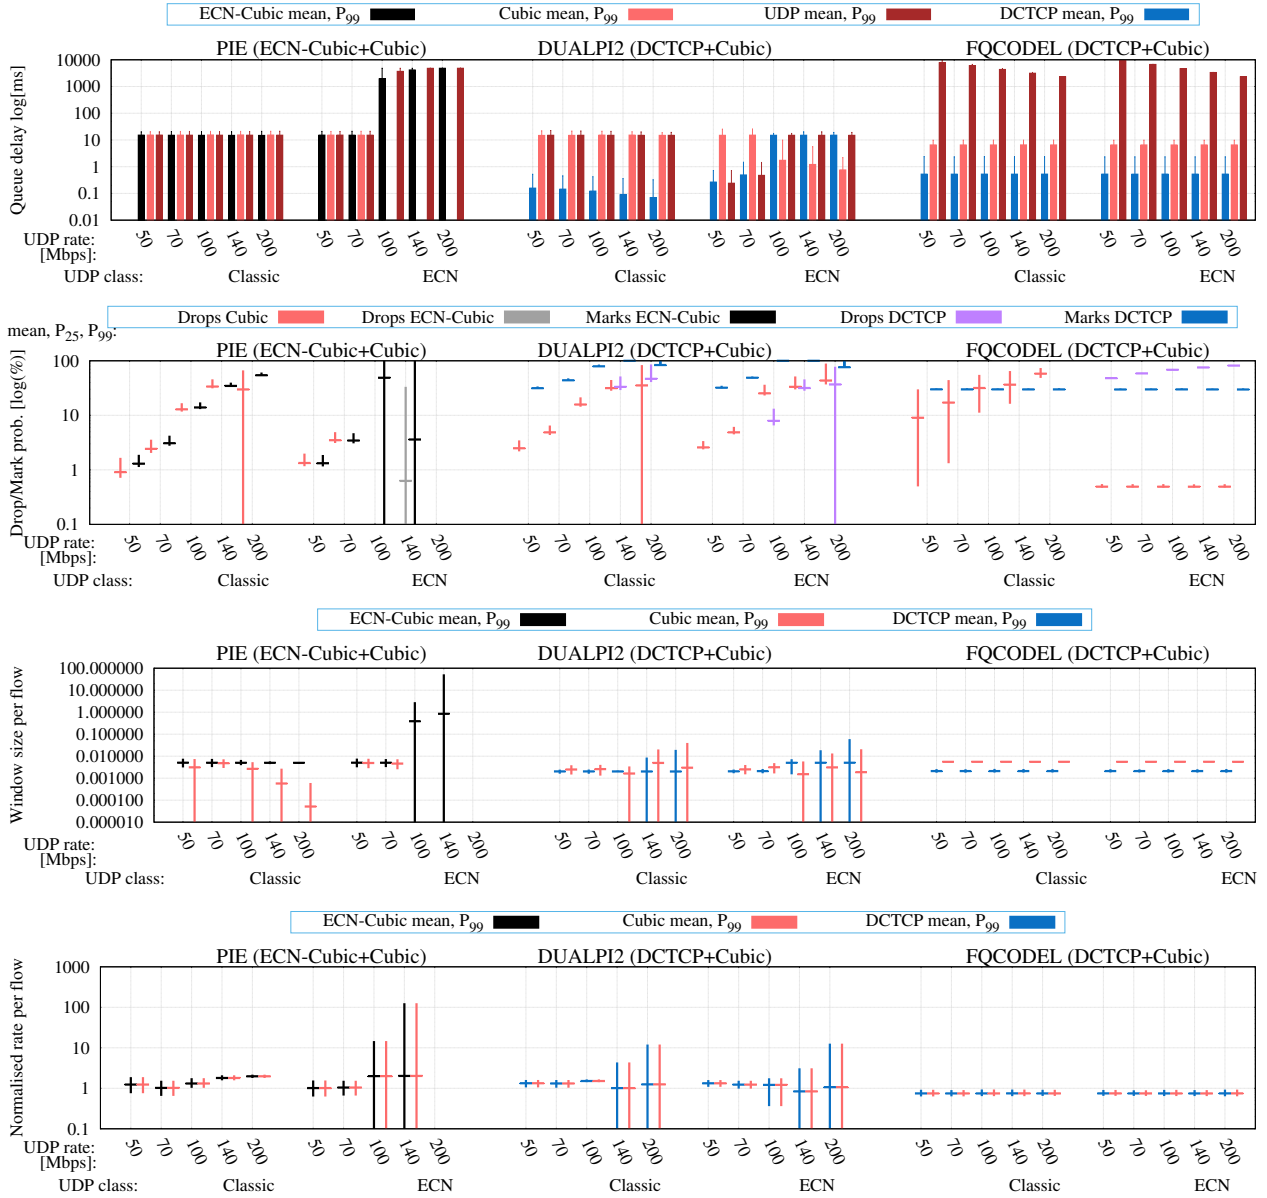 ECN-Cubic mean, P99 Cubic mean, P99 UDP mean, P99 DCTCP mean, P99
PIE (ECN-Cubic+Cubic) DUALPI2 (DCTCP+Cubic) FQCODEL (DCTCP+Cubic)
Queue delay log[ms]
10000
1000
100
10
1
0.1
0.01
UDP rate:
[Mbps]:
50 70 100 140 200 50 70 100 140 200 50 70 100 140 200 50 70 100 140 200 50 70 100 140 200 50 70 100 140 200
UDP class: Classic ECN Classic ECN Classic ECN
mean, P25, P99:
Drops Cubic Drops ECN-Cubic Marks ECN-Cubic Drops DCTCP Marks DCTCP
PIE (ECN-Cubic+Cubic) DUALPI2 (DCTCP+Cubic) FQCODEL (DCTCP+Cubic)
Drop/Mark prob. [log(%)]
100
10
1
0.1
UDP rate:
[Mbps]:
50 70 100 140 200 50 70 100 140 200 50 70 100 140 200 50 70 100 140 200 50 70 100 140 200 50 70 100 140 200
UDP class: Classic ECN Classic ECN Classic ECN
ECN-Cubic mean, P99 Cubic mean, P99 DCTCP mean, P99
PIE (ECN-Cubic+Cubic) DUALPI2 (DCTCP+Cubic) FQCODEL (DCTCP+Cubic)
Window size per flow
100.000000
10.000000
1.000000
0.100000
0.010000
0.001000
0.000100
0.000010
UDP rate:
[Mbps]:
50 70 100 140 200 50 70 100 140 200 50 70 100 140 200 50 70 100 140 200 50 70 100 140 200 50 70 100 140 200
UDP class: Classic ECN Classic ECN Classic ECN
ECN-Cubic mean, P99 Cubic mean, P99 DCTCP mean, P99
PIE (ECN-Cubic+Cubic) DUALPI2 (DCTCP+Cubic) FQCODEL (DCTCP+Cubic)
Normalised rate per flow
1000
100
10
1
0.1
UDP rate:
[Mbps]:
50 70 100 140 200 50 70 100 140 200 50 70 100 140 200 50 70 100 140 200 50 70 100 140 200 50 70 100 140 200
UDP class: Classic ECN Classic ECN Classic ECN